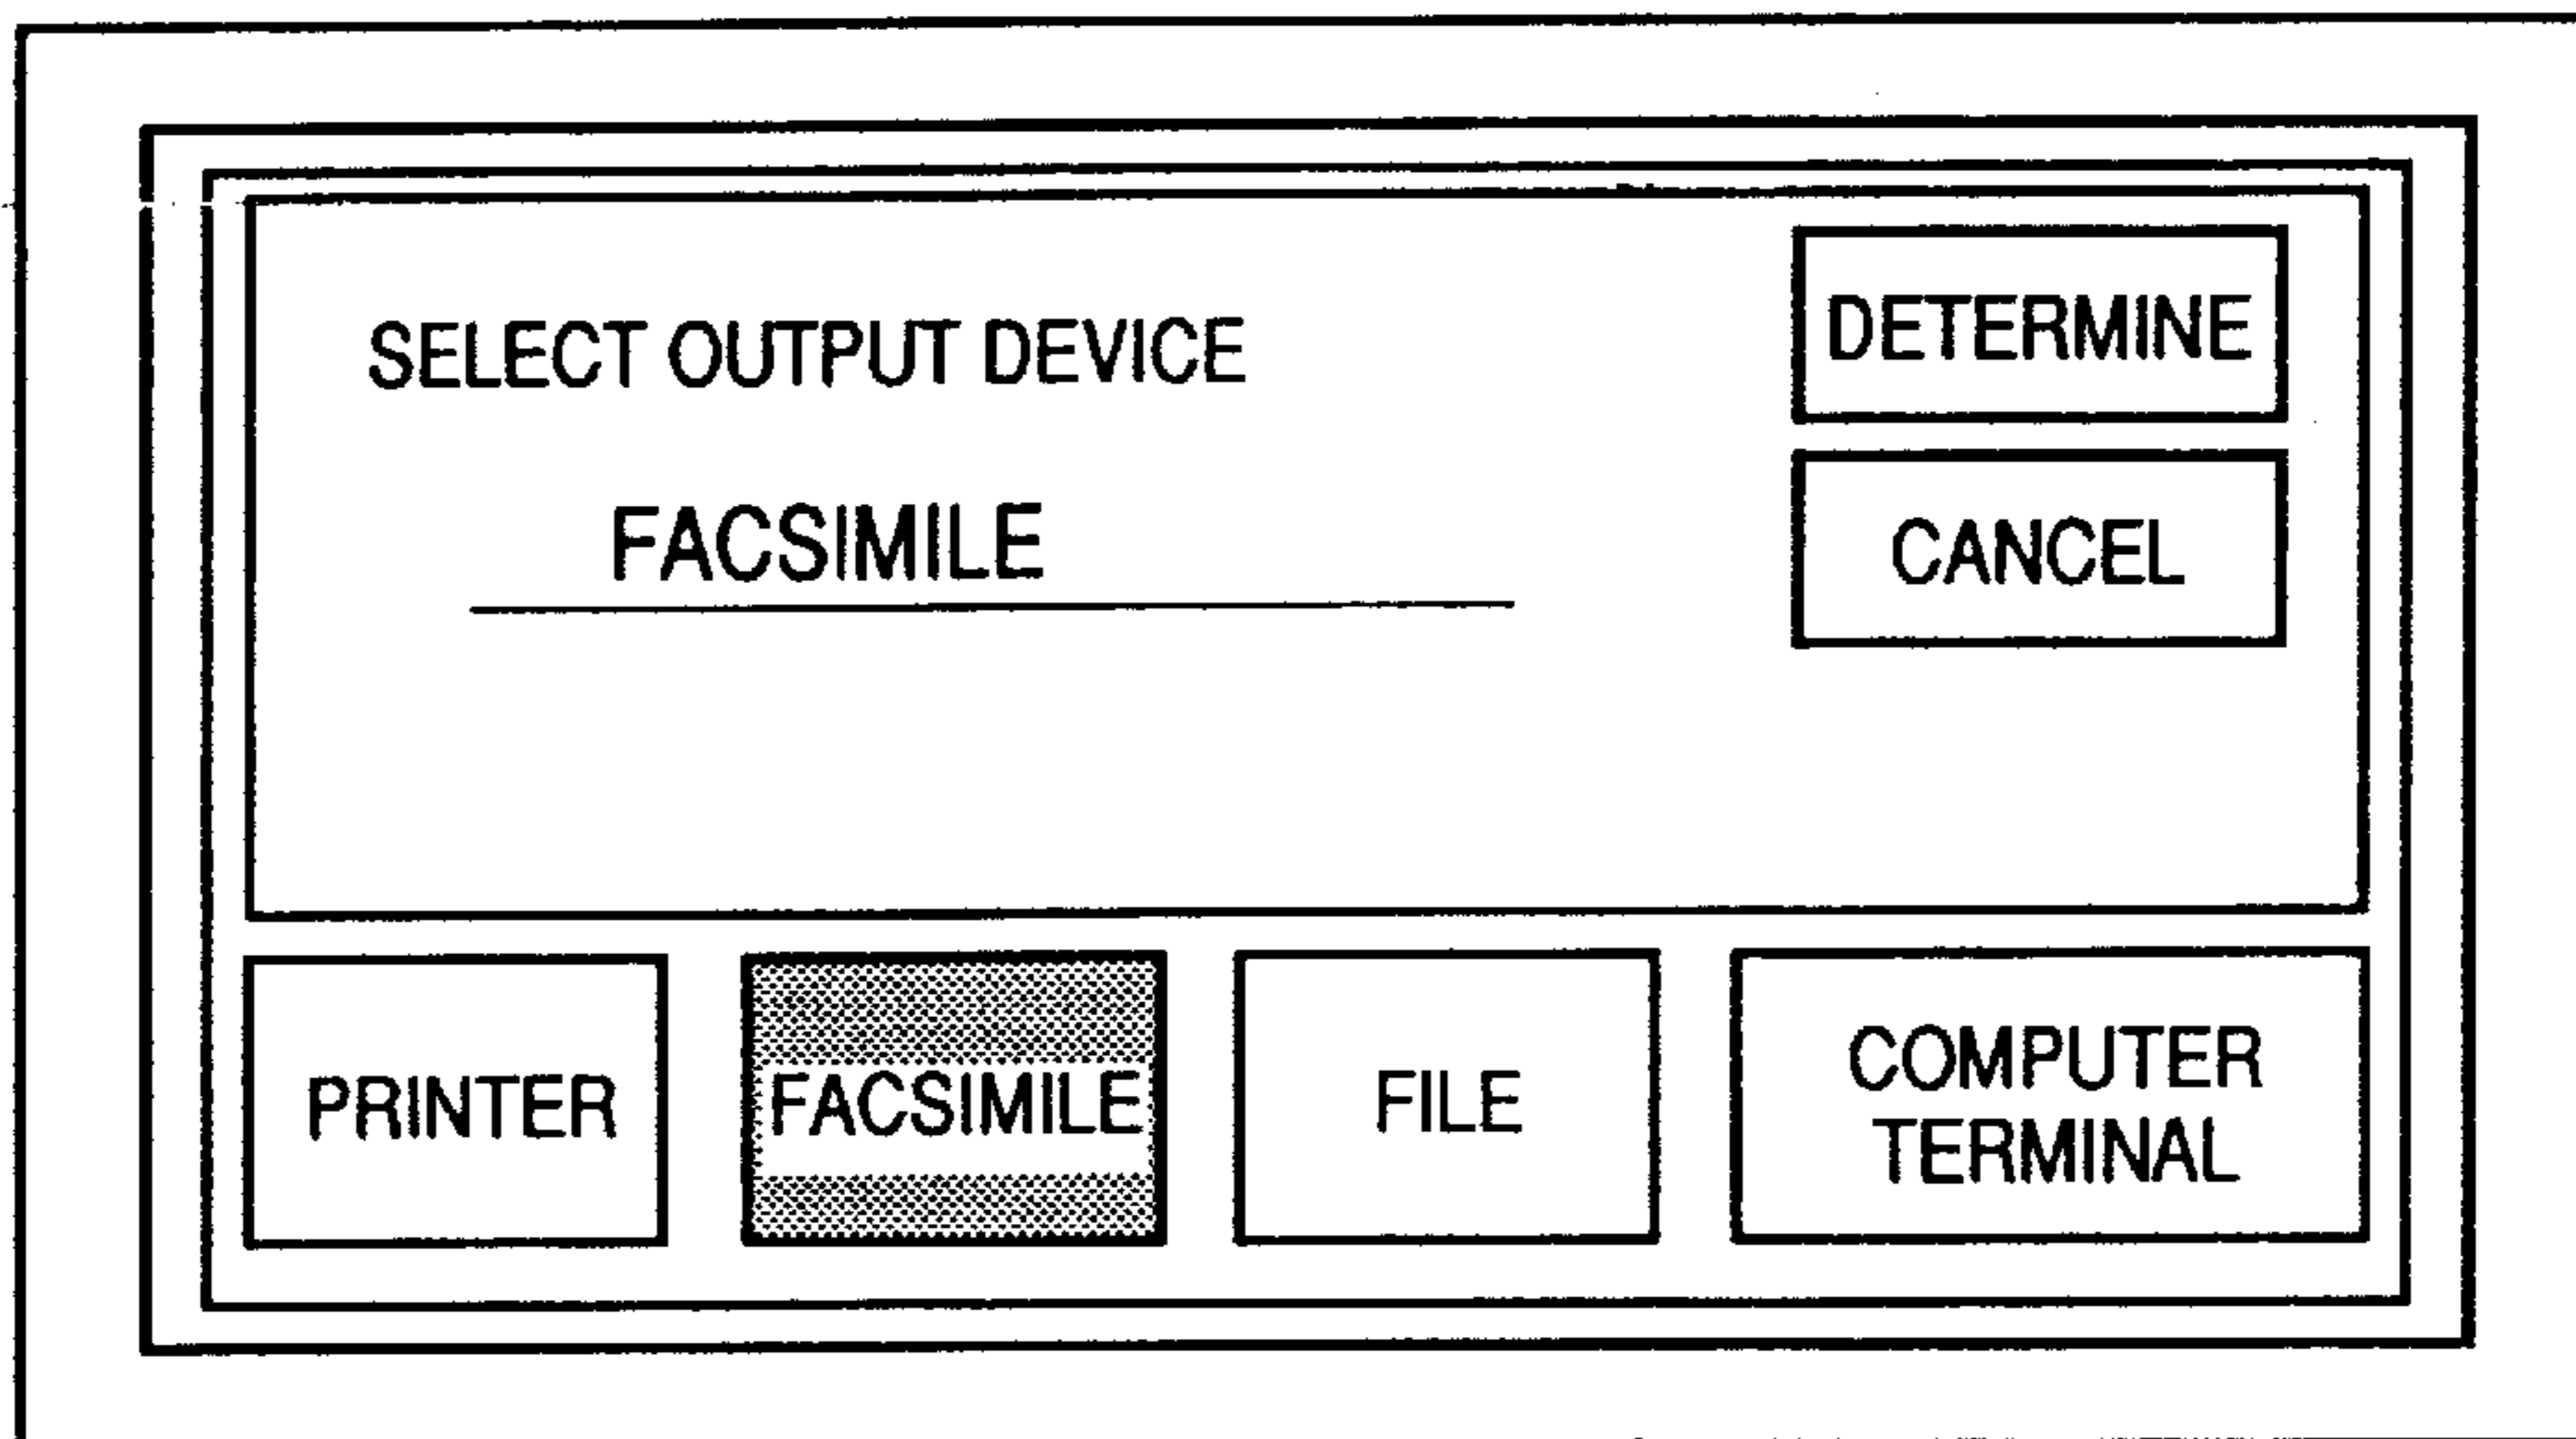 SELECT OUTPUT DEVICE
FACSIMILE
DETERMINE
CANCEL
PRINTER
FACSIMILE
FILE
COMPUTER
TERMINAL